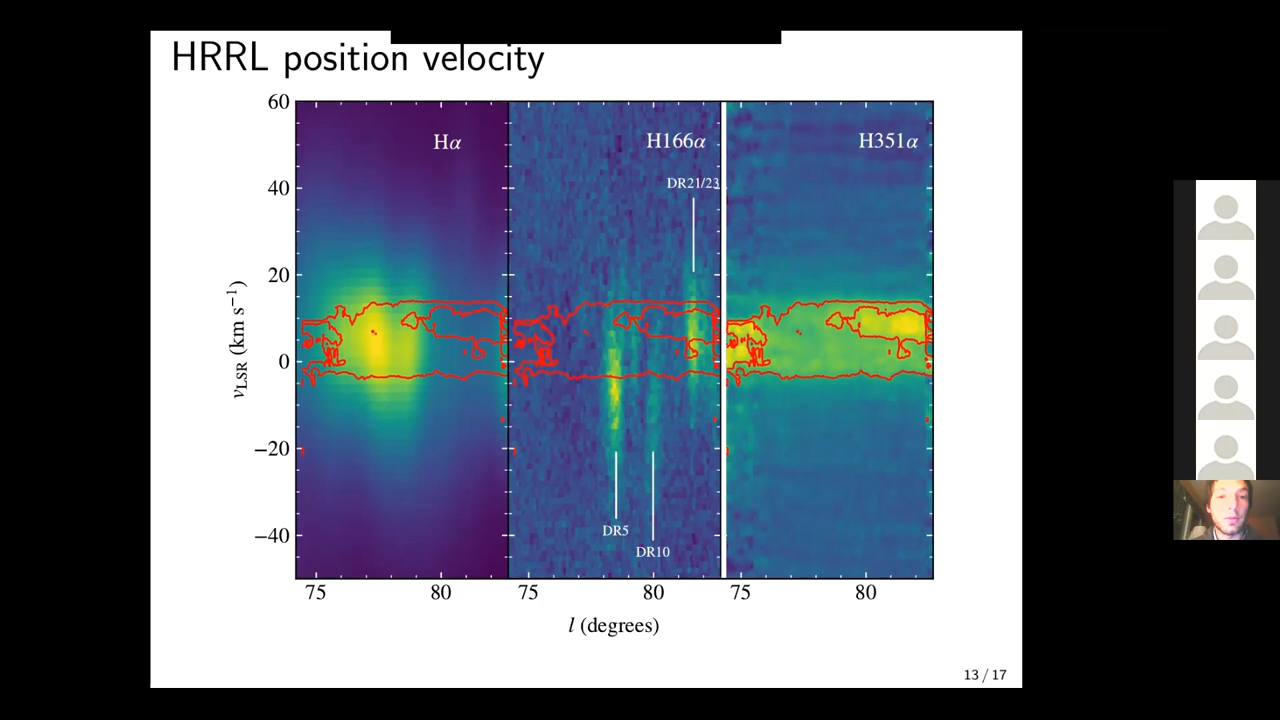 HRRL position velocity
60
40
20
0
−20
−40
v_LSR (km s⁻¹)
Hα
H166α
H351α
DR21/23
DR5
DR10
75 80 75 80 75 80
l (degrees)
13 / 17